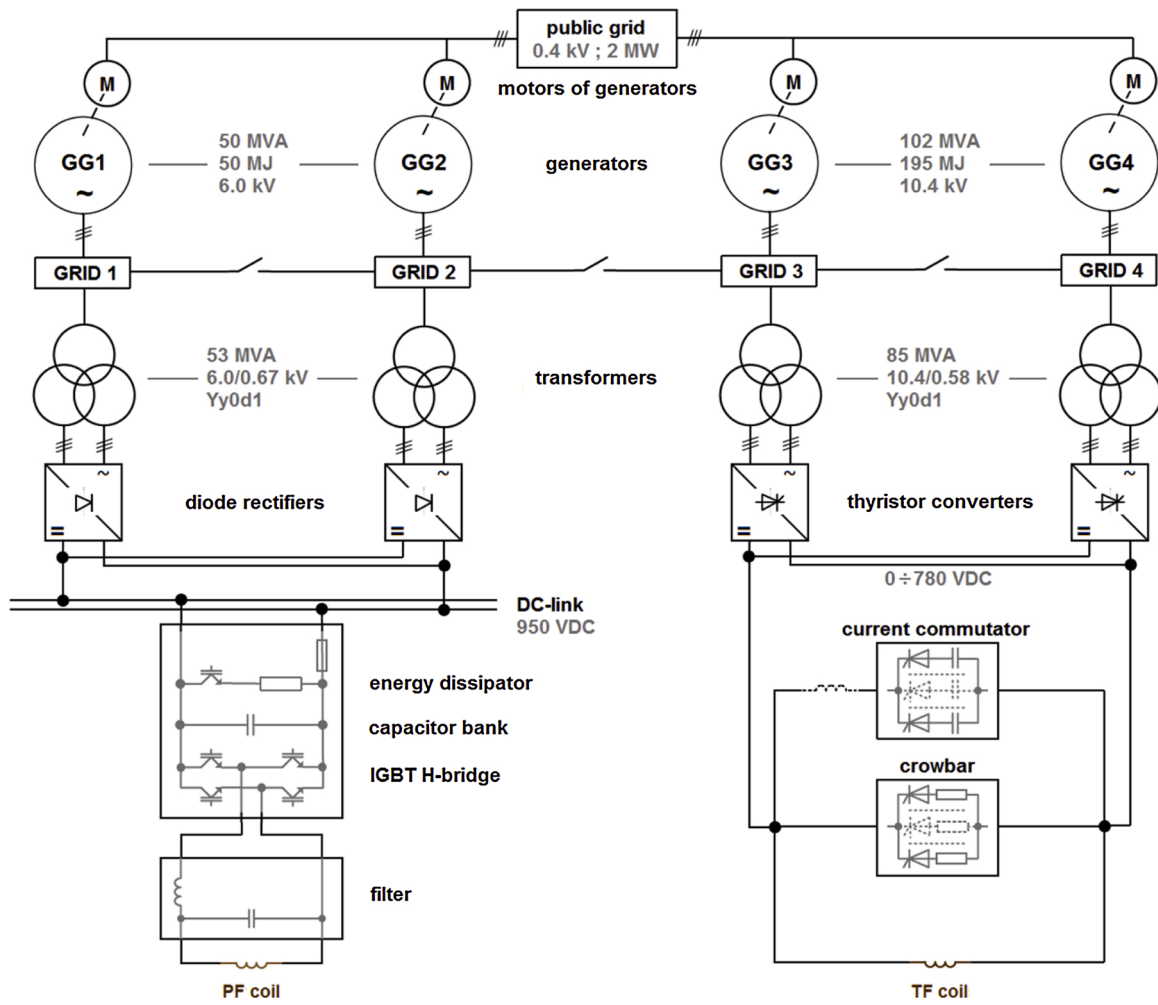 public grid
0.4 kV ; 2 MW
M
M
M
M
motors of generators
GG1
~
50 MVA
50 MJ
6.0 kV
GG2
~
generators
GG3
~
102 MVA
195 MJ
10.4 kV
GG4
~
GRID 1
GRID 2
GRID 3
GRID 4
53 MVA
6.0/0.67 kV
Yy0d1
transformers
85 MVA
10.4/0.58 kV
Yy0d1
~
=
diode rectifiers
~
=
~
=
thyristor converters
~
=
0÷780 VDC
DC-link
950 VDC
current commutator
energy dissipator
capacitor bank
IGBT H-bridge
crowbar
filter
PF coil
TF coil